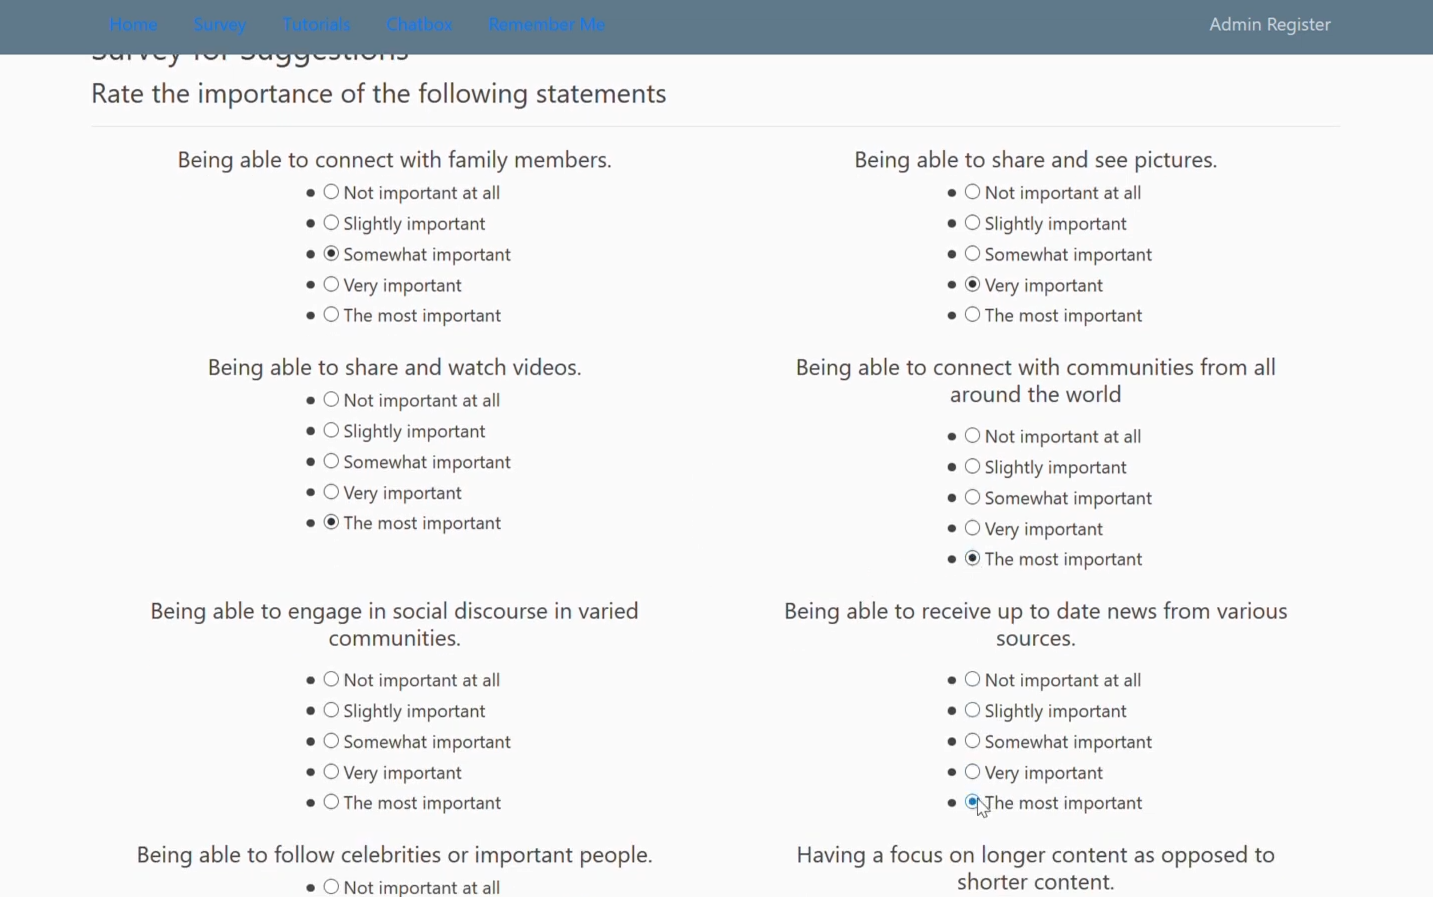 Home Survey Tutorials Chatbox Remember Me Admin Register
Survey for Suggestions
Rate the importance of the following statements
Being able to connect with family members.
Not important at all
Slightly important
Somewhat important
Very important
The most important
Being able to share and see pictures.
Not important at all
Slightly important
Somewhat important
Very important
The most important
Being able to share and watch videos.
Not important at all
Slightly important
Somewhat important
Very important
The most important
Being able to connect with communities from all
around the world
Not important at all
Slightly important
Somewhat important
Very important
The most important
Being able to engage in social discourse in varied
communities.
Not important at all
Slightly important
Somewhat important
Very important
The most important
Being able to receive up to date news from various
sources.
Not important at all
Slightly important
Somewhat important
Very important
The most important
Being able to follow celebrities or important people.
Not important at all
Having a focus on longer content as opposed to
shorter content.